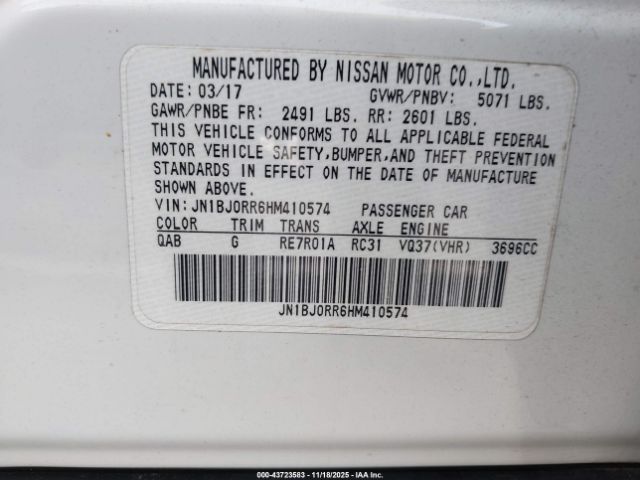 MANUFACTURED BY NISSAN MOTOR CO.,LTD.
DATE: 03/17 GVWR/PNBV: 5071 LBS.
GAWR/PNBE FR: 2491 LBS. RR: 2601 LBS.
THIS VEHICLE CONFORMS TO ALL APPLICABLE FEDERAL
MOTOR VEHICLE SAFETY,BUMPER,AND THEFT PREVENTION
STANDARDS IN EFFECT ON THE DATE OF MANUFACTURE
SHOWN ABOVE.
VIN: JN1BJ0RR6HM410574 PASSENGER CAR
COLOR TRIM TRANS AXLE ENGINE
QAB G RE7R01A RC31 VQ37(VHR) 3696CC
JN1BJ0RR6HM410574
000-43723583 | 11/18/2025 | IAA Inc.